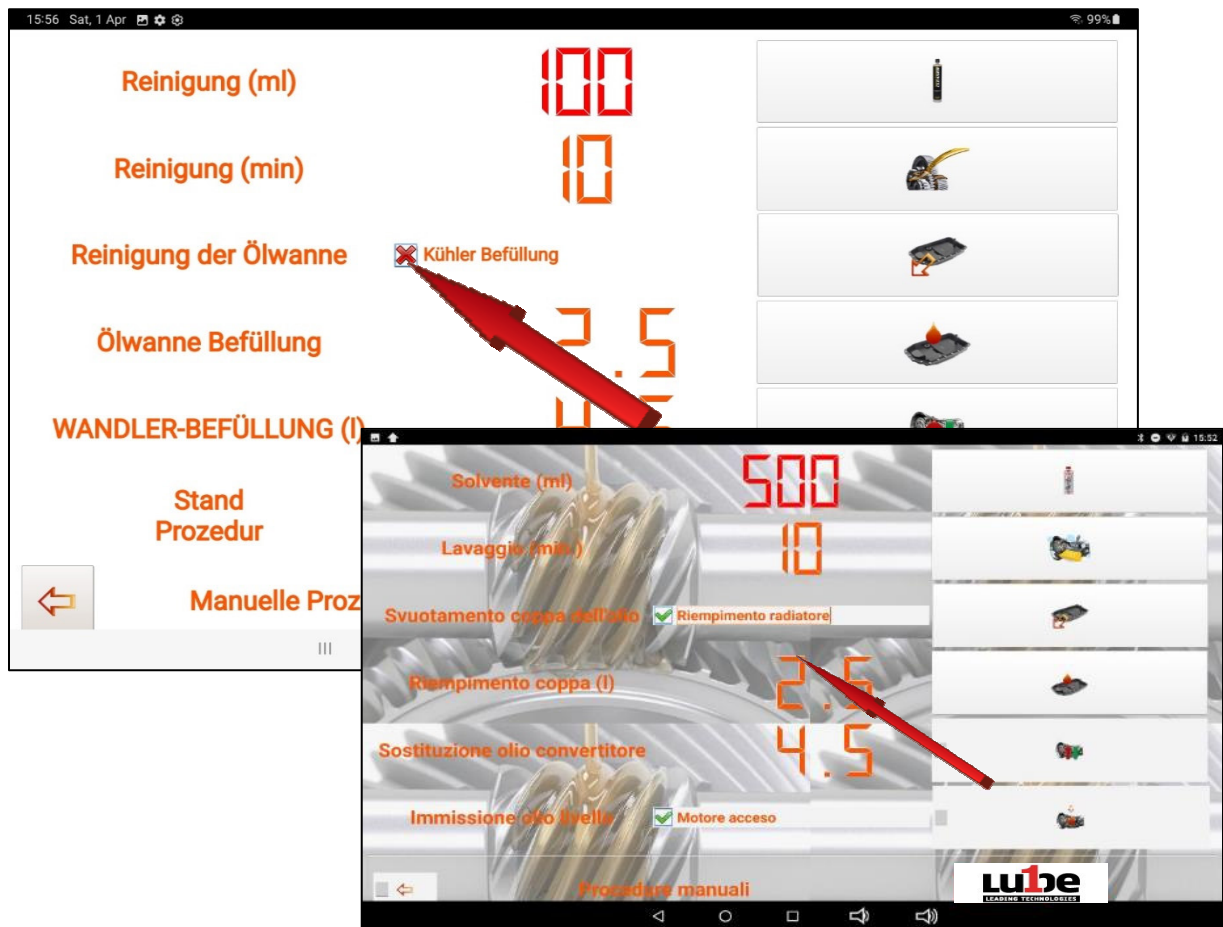 15:56 Sat, 1 Apr
99%
Reinigung (ml)
100
Reinigung (min)
10
Reinigung der Ölwanne
Kühler Befüllung
Ölwanne Befüllung
2.5
WANDLER-BEFÜLLUNG (l)
Stand
Prozedur
Manuelle Proz
15:52
Solvente (ml)
500
Lavaggio (min.)
10
Svuotamento coppa dell'olio
Riempimento radiatore
Riempimento coppa (l)
2.5
Sostituzione olio convertitore
4.5
Immissione olio livello
Motore acceso
Procedure manuali
Lu1be
LEADING TECHNOLOGIES